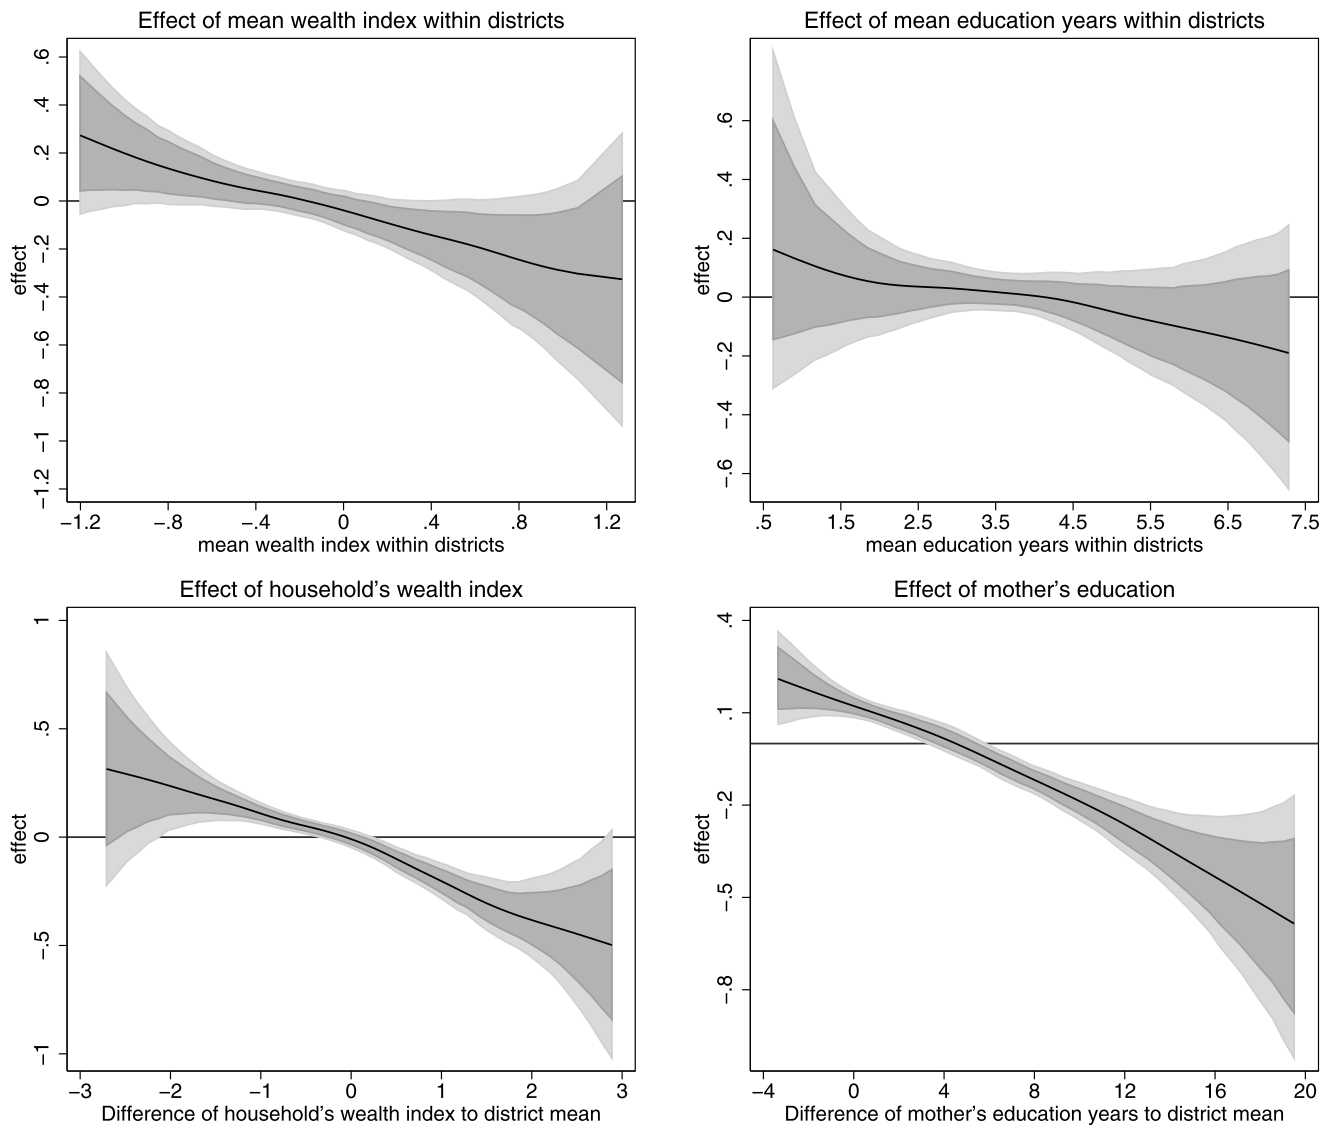 Effect of mean wealth index within districts
effect
.6
.4
.2
0
−.2
−.4
−.6
−.8
−1
−1.2
−1.2 −.8 −.4 0 .4 .8 1.2
mean wealth index within districts
Effect of mean education years within districts
effect
.6
.4
.2
0
−.2
−.4
−.6
.5 1.5 2.5 3.5 4.5 5.5 6.5 7.5
mean education years within districts
Effect of household's wealth index
effect
1
.5
0
−.5
−1
−3 −2 −1 0 1 2 3
Difference of household's wealth index to district mean
Effect of mother's education
effect
.4
.1
−.2
−.5
−.8
−4 0 4 8 12 16 20
Difference of mother's education years to district mean